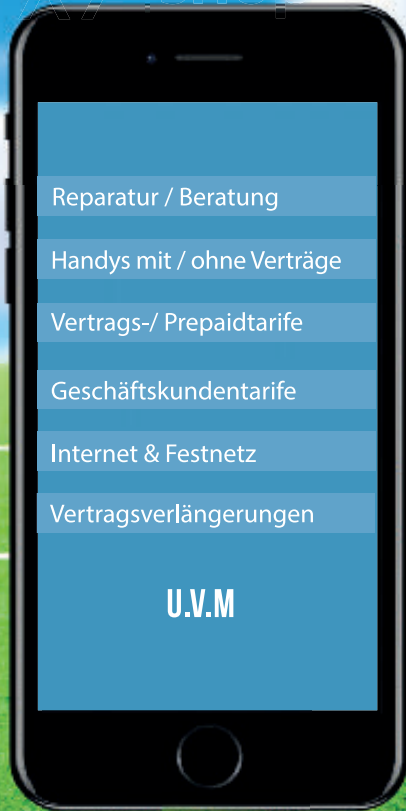 Reparatur / Beratung
Handys mit / ohne Verträge
Vertrags-/ Prepaidtarife
Geschäftskundentarife
Internet & Festnetz
Vertragsverlängerungen
U.V.M